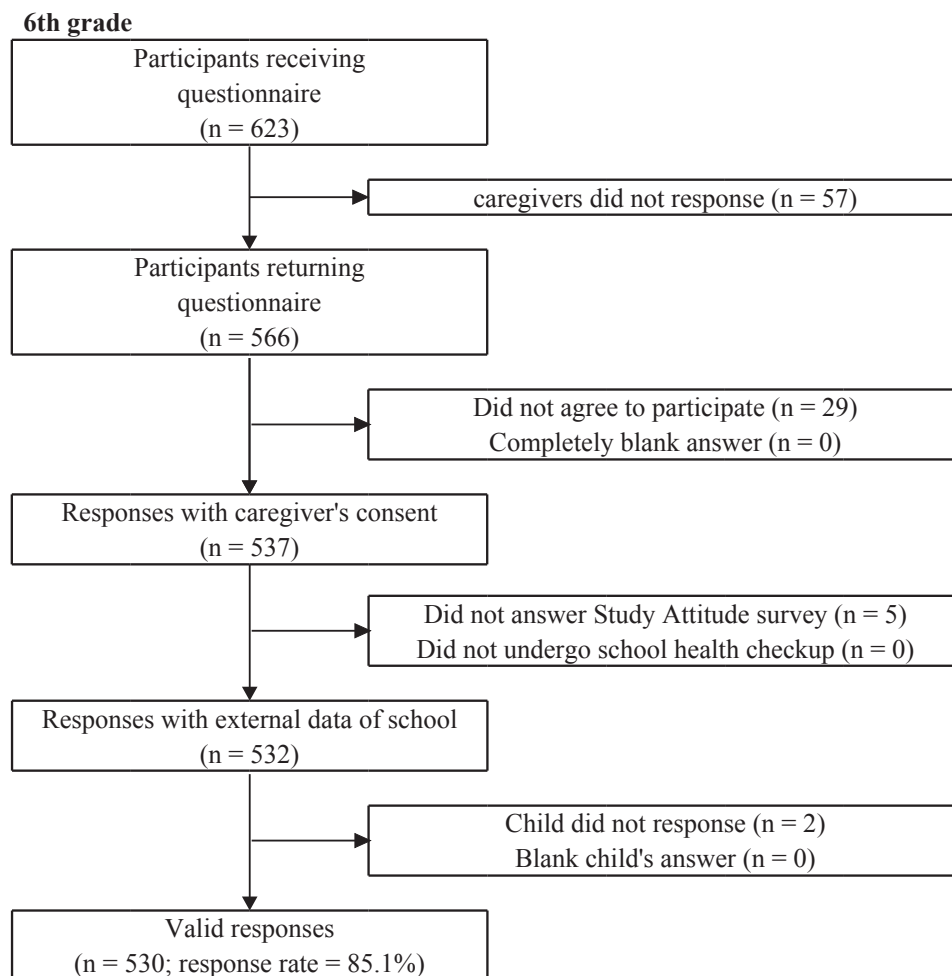 6th grade
Participants receiving
questionnaire
(n = 623)
caregivers did not response (n = 57)
Participants returning
questionnaire
(n = 566)
Did not agree to participate (n = 29)
Completely blank answer (n = 0)
Responses with caregiver's consent
(n = 537)
Did not answer Study Attitude survey (n = 5)
Did not undergo school health checkup (n = 0)
Responses with external data of school
(n = 532)
Child did not response (n = 2)
Blank child's answer (n = 0)
Valid responses
(n = 530; response rate = 85.1%)